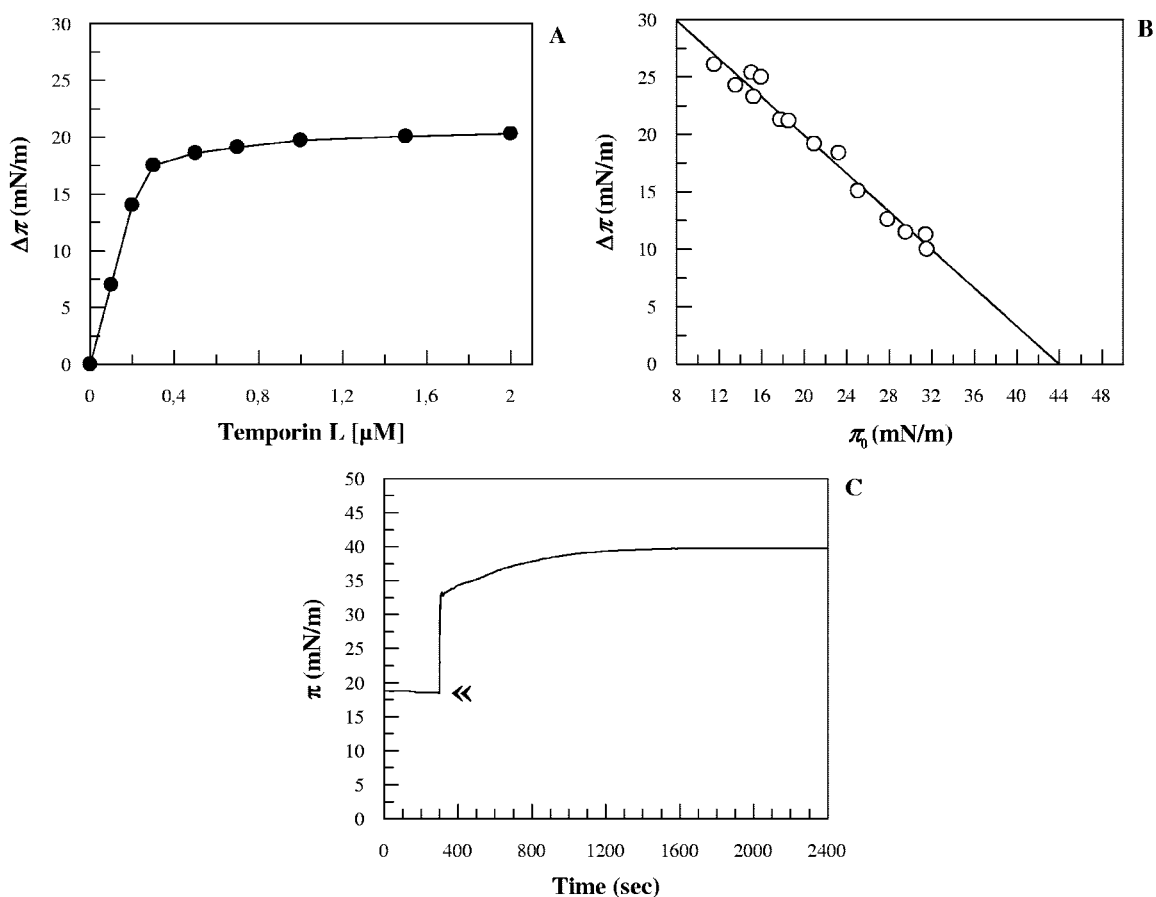 A
30
25
20
15
10
5
0
Δπ (mN/m)
0 0,4 0,8 1,2 1,6 2
Temporin L [µM]
B
30
25
20
15
10
5
0
Δπ (mN/m)
8 12 16 20 24 28 32 36 40 44 48
π₀ (mN/m)
C
50
45
40
35
30
25
20
15
10
5
0
π (mN/m)
«
0 400 800 1200 1600 2000 2400
Time (sec)